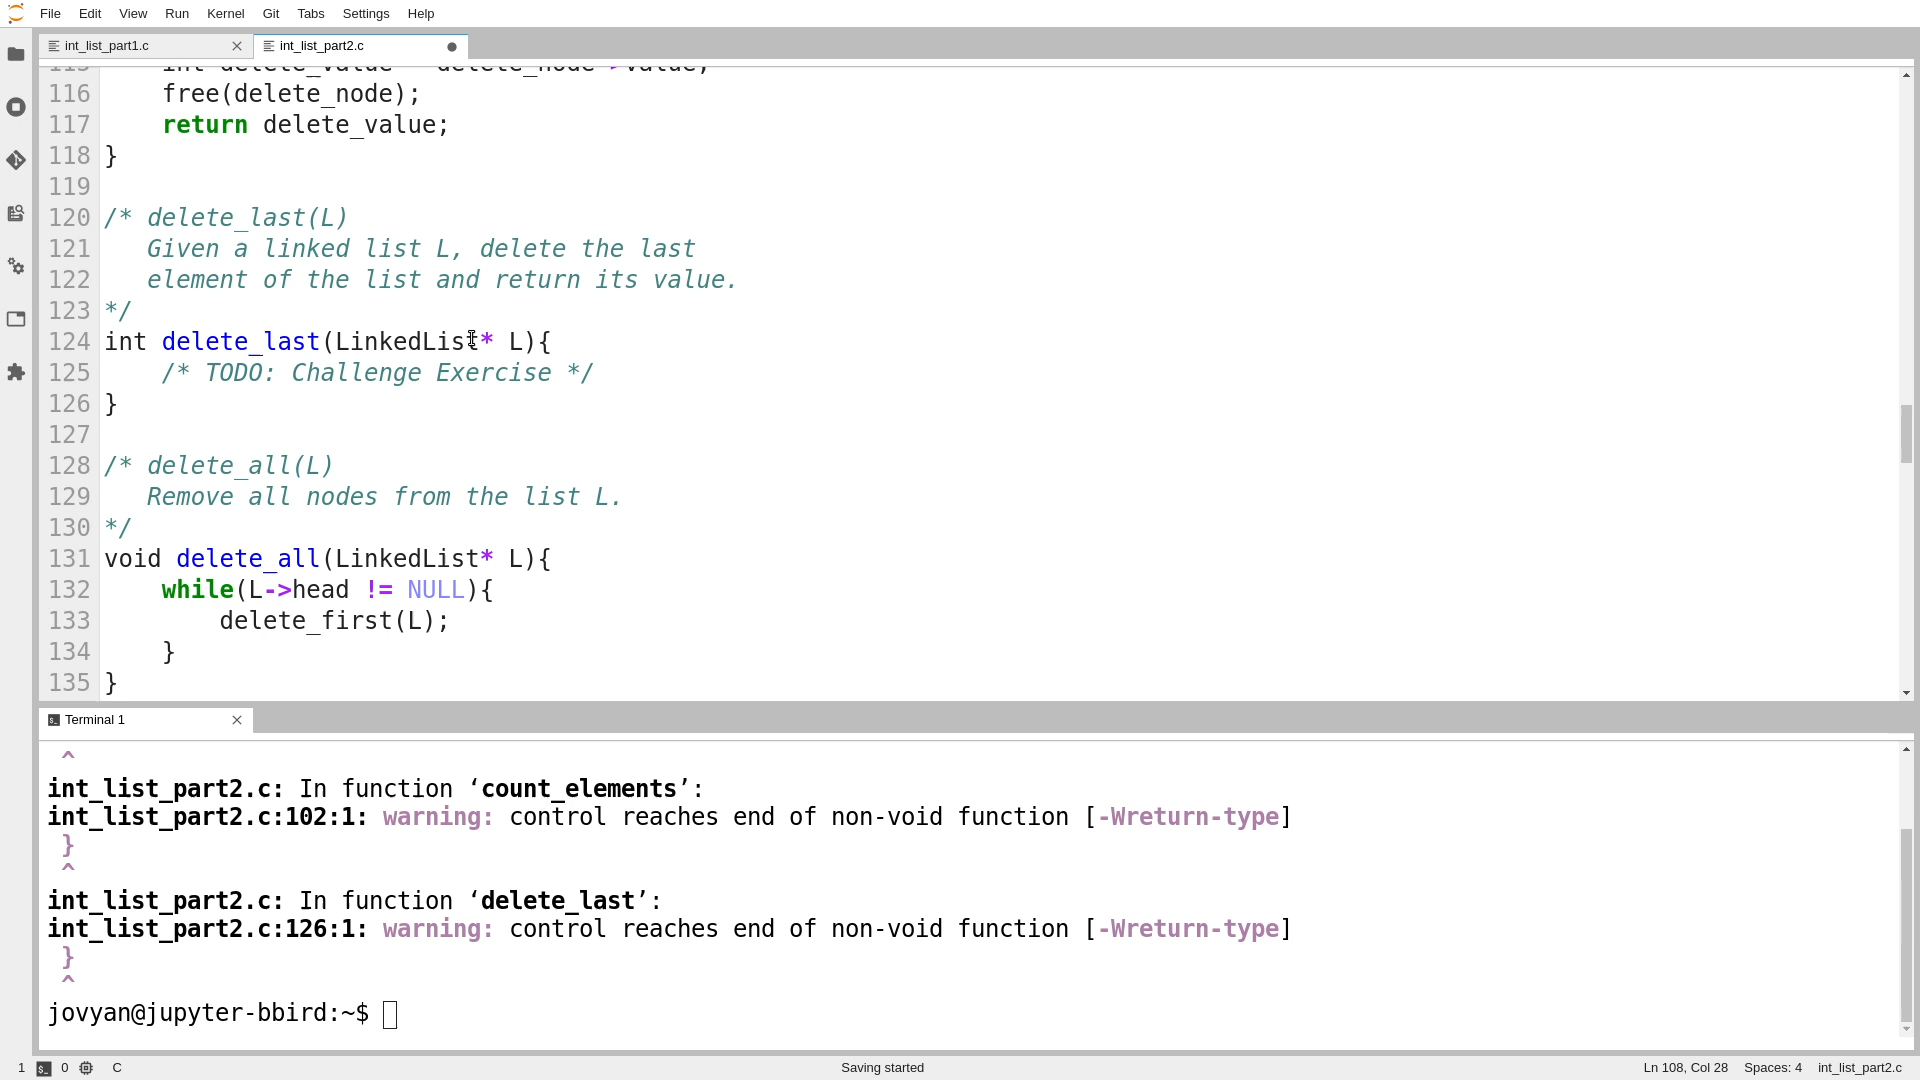 File Edit View Run Kernel Git Tabs Settings Help
int_list_part1.c
int_list_part2.c
115 int delete_value = delete_node->value;
116 free(delete_node);
117 return delete_value;
118 }
119
120 /* delete_last(L)
121 Given a linked list L, delete the last
122 element of the list and return its value.
123 */
124 int delete_last(LinkedList* L){
125 /* TODO: Challenge Exercise */
126 }
127
128 /* delete_all(L)
129 Remove all nodes from the list L.
130 */
131 void delete_all(LinkedList* L){
132 while(L->head != NULL){
133 delete_first(L);
134 }
135 }
Terminal 1
^
int_list_part2.c: In function ‘count_elements’:
int_list_part2.c:102:1: warning: control reaches end of non-void function [-Wreturn-type]
}
^
int_list_part2.c: In function ‘delete_last’:
int_list_part2.c:126:1: warning: control reaches end of non-void function [-Wreturn-type]
}
^
jovyan@jupyter-bbird:~$
1 0 C Saving started Ln 108, Col 28 Spaces: 4 int_list_part2.c